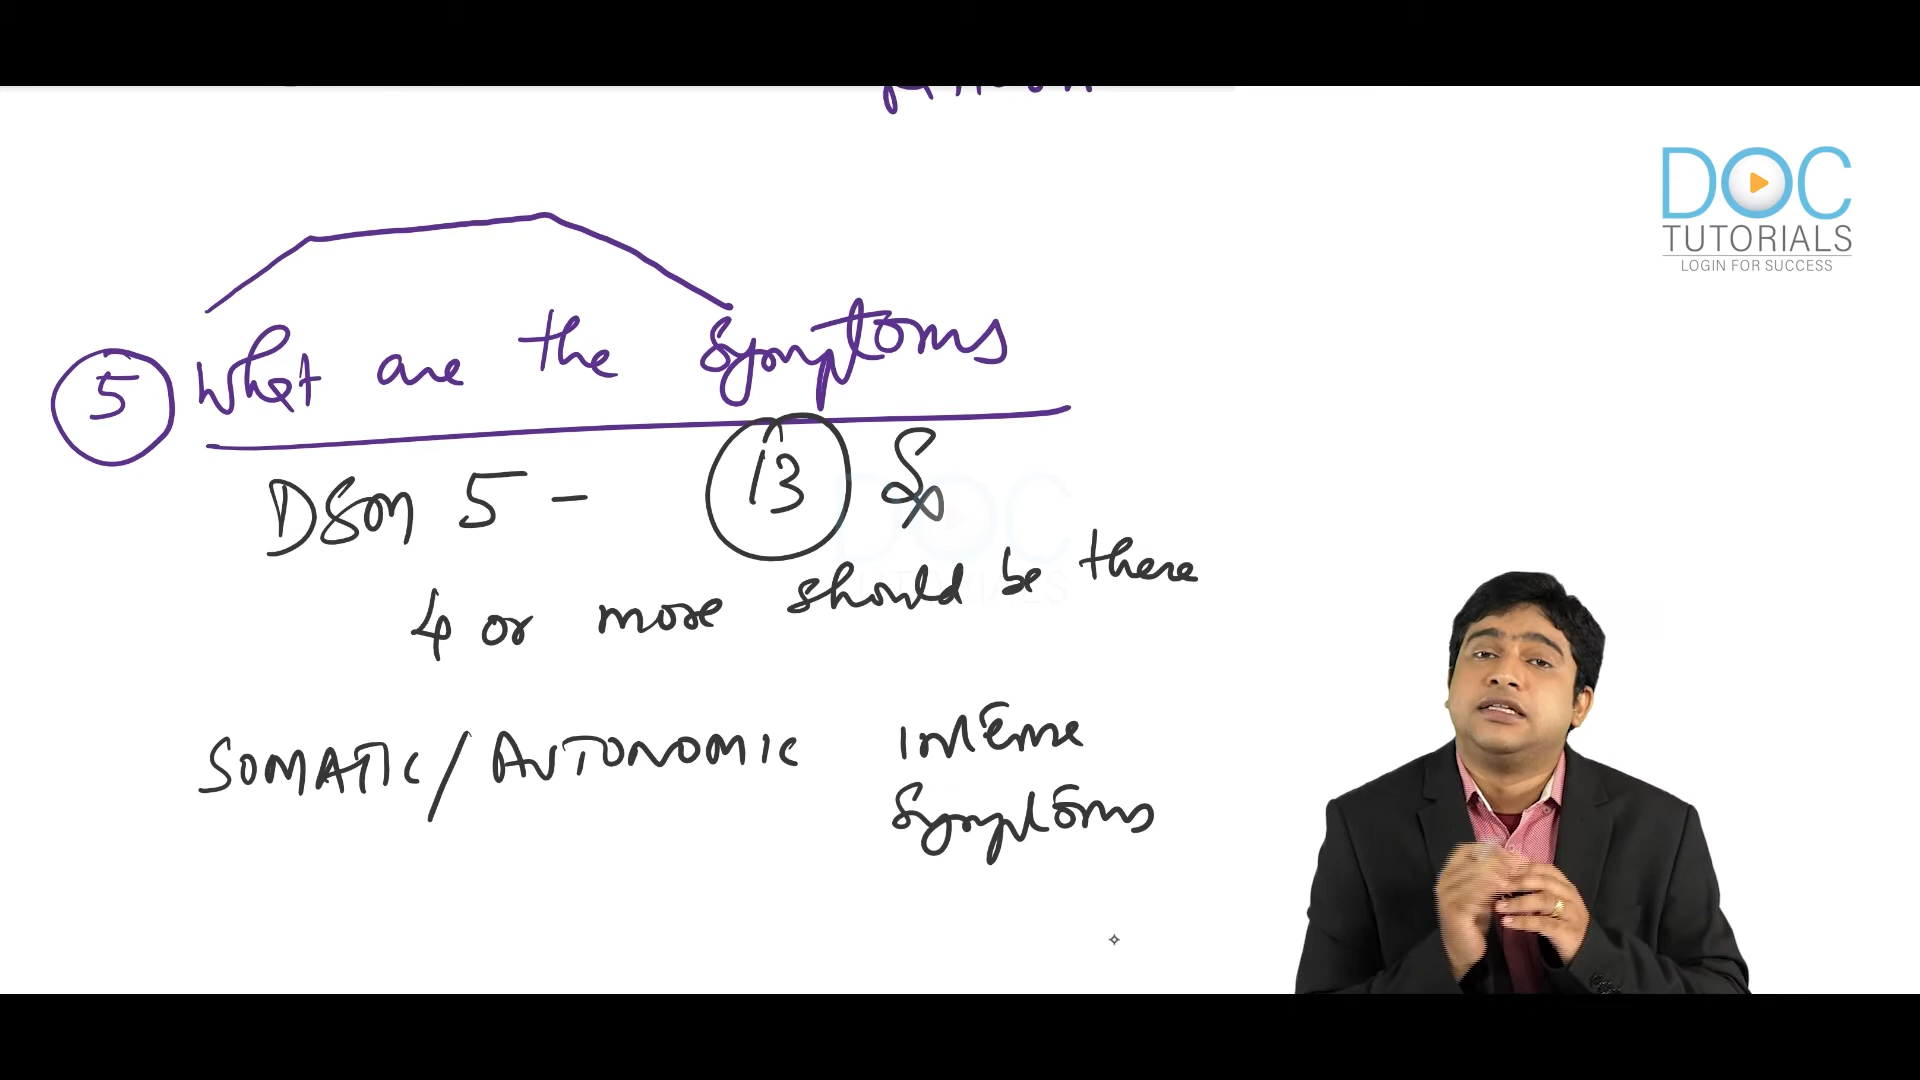 DOC
TUTORIALS
LOGIN FOR SUCCESS
5 What are the Symptoms
DSM 5 - 13 Sx
4 or more should be there
SOMATIC/AUTONOMIC intense
Symptoms